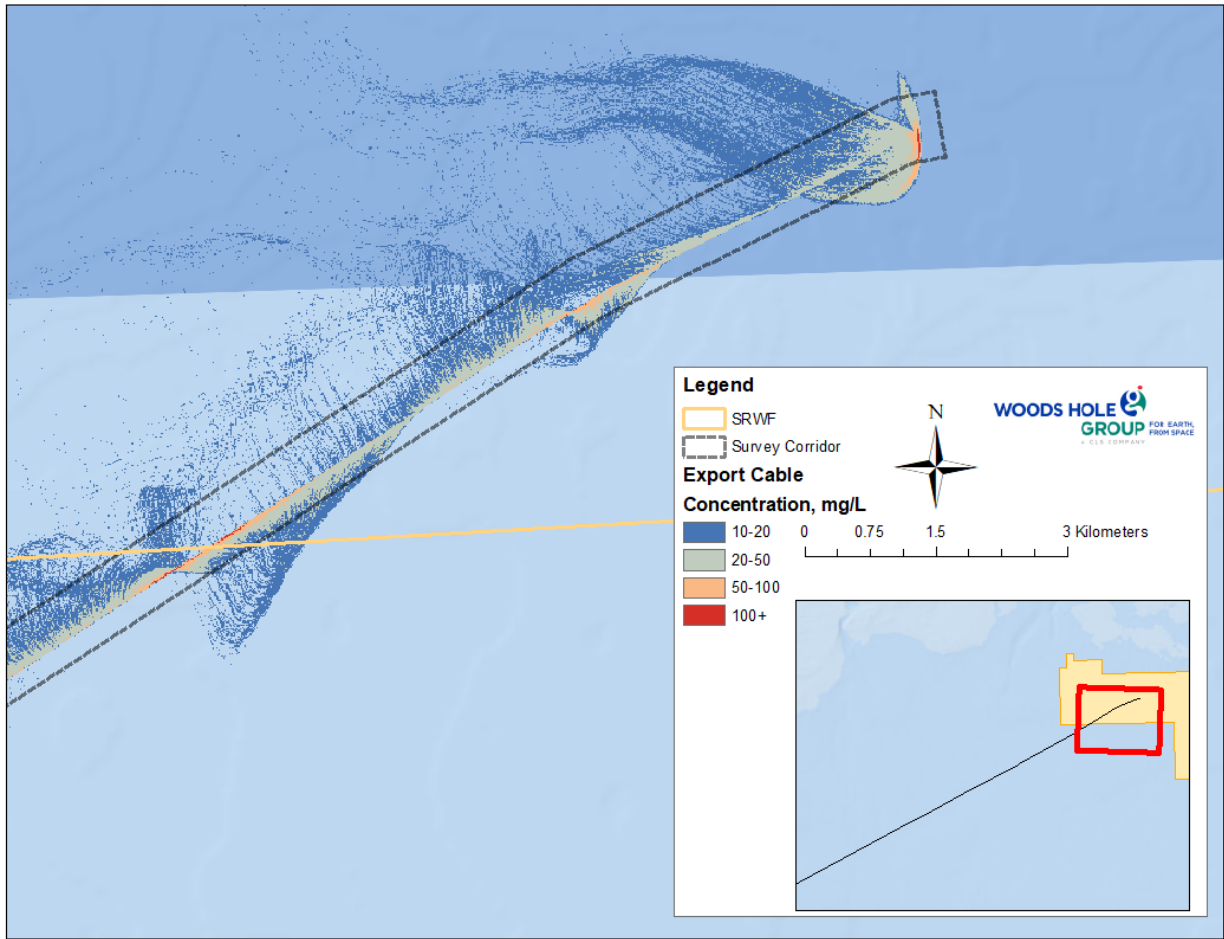 Legend
SRWF
Survey Corridor
Export Cable
Concentration, mg/L
10-20
20-50
50-100
100+
N
WOODS HOLE
GROUP
FOR EARTH,
FROM SPACE
a CLS COMPANY
0 0.75 1.5 3 Kilometers